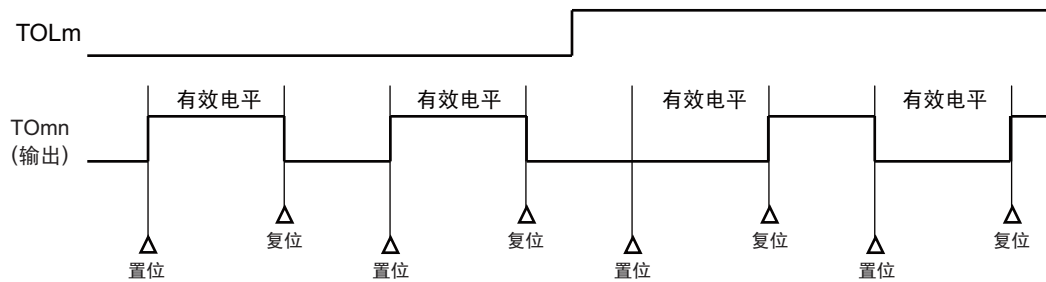 TOLm
有效电平 有效电平 有效电平 有效电平
TOmn
(输出)
复位 复位 复位 复位
置位 置位 置位 置位